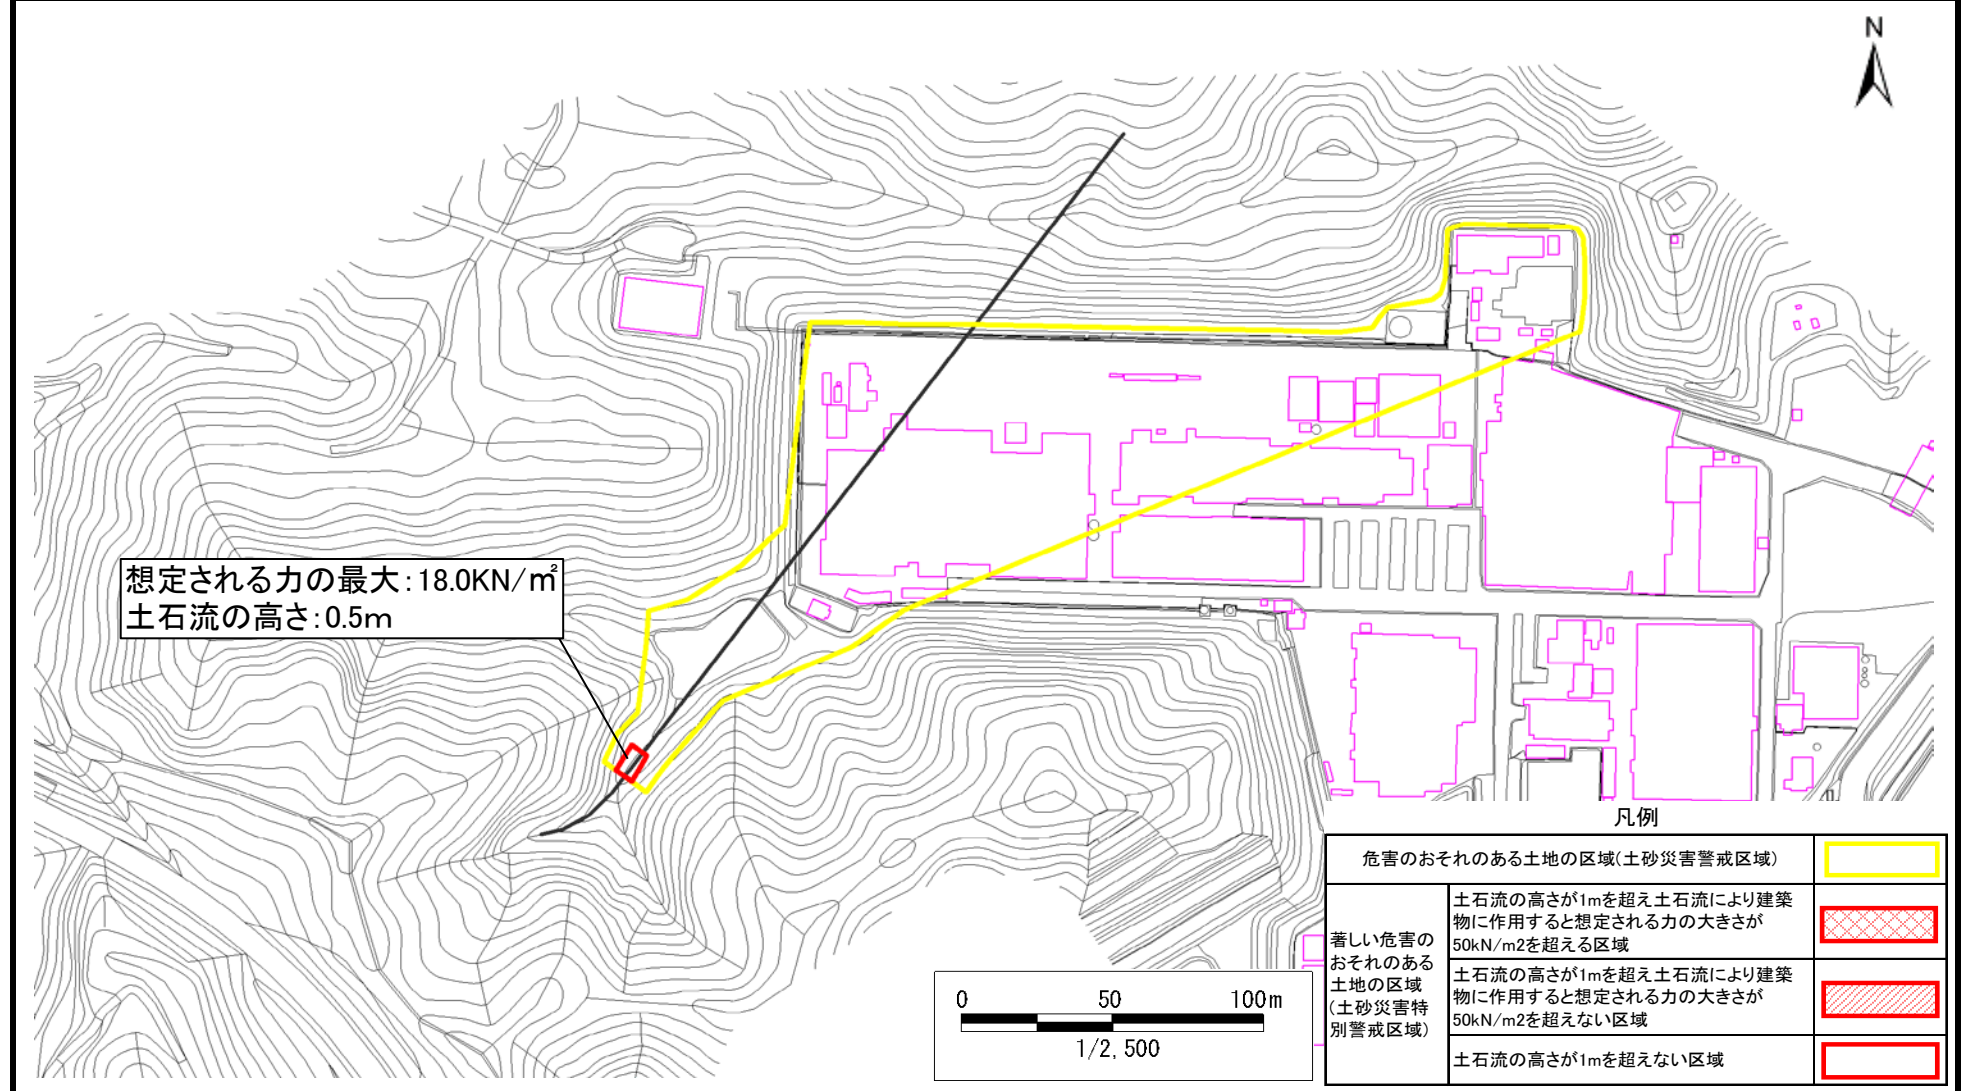 N
想定される力の最大:18.0KN/㎡
土石流の高さ:0.5m
凡例
危害のおそれのある土地の区域(土砂災害警戒区域)
著しい危害の
おそれのある
土地の区域
(土砂災害特
別警戒区域)
土石流の高さが1mを超え土石流により建築
物に作用すると想定される力の大きさが
50kN/m2を超える区域
土石流の高さが1mを超え土石流により建築
物に作用すると想定される力の大きさが
50kN/m2を超えない区域
土石流の高さが1mを超えない区域
0 50 100m
1/2,500